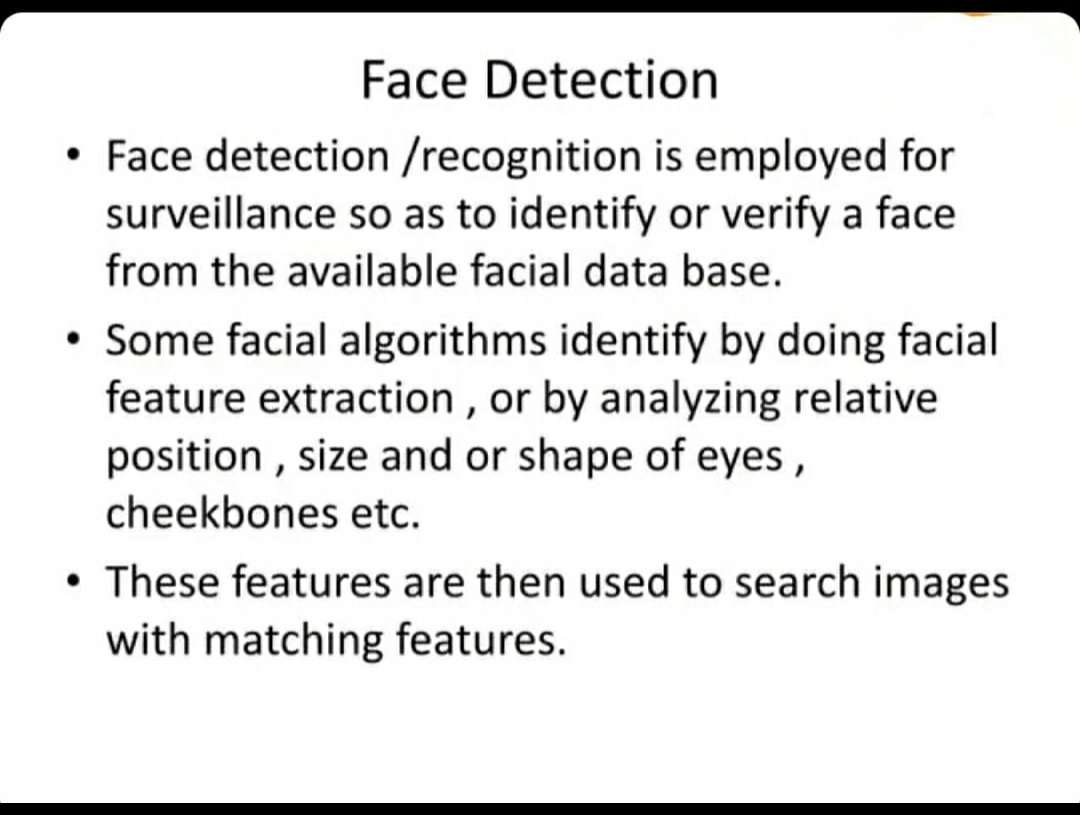 Face Detection
• Face detection /recognition is employed for
surveillance so as to identify or verify a face
from the available facial data base.
• Some facial algorithms identify by doing facial
feature extraction , or by analyzing relative
position , size and or shape of eyes ,
cheekbones etc.
• These features are then used to search images
with matching features.